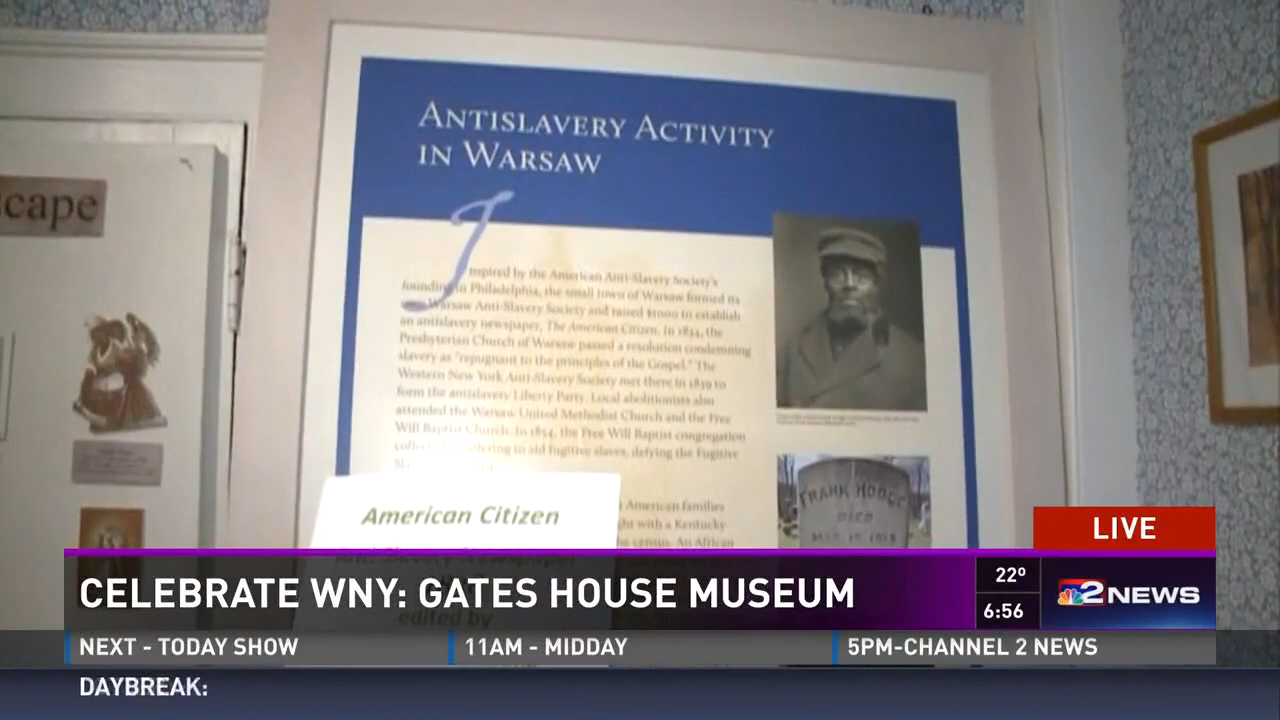 ANTISLAVERY ACTIVITY
IN WARSAW
scape
Inspired by the American Anti-Slavery Society's
founding in Philadelphia, the small town of Warsaw formed its
own Warsaw Anti-Slavery Society and raised $1000 to establish
an antislavery newspaper, The American Citizen. In 1834, the
Presbyterian Church of Warsaw passed a resolution condemning
slavery as "repugnant to the principles of the Gospel." The
Western New York Anti-Slavery Society met there in 1839 to
form the antislavery Liberty Party. Local abolitionists also
attended the Warsaw United Methodist Church and the Free
Will Baptist Church. In 1854, the Free Will Baptist congregation
to aid fugitive slaves, defying the Fugitive
American families
with a Kentucky
census. An African
FRANK HODGE
DIED
American Citizen
edited by
LIVE
CELEBRATE WNY: GATES HOUSE MUSEUM
22°
6:56
2 NEWS
NEXT - TODAY SHOW
11AM - MIDDAY
5PM-CHANNEL 2 NEWS
DAYBREAK: